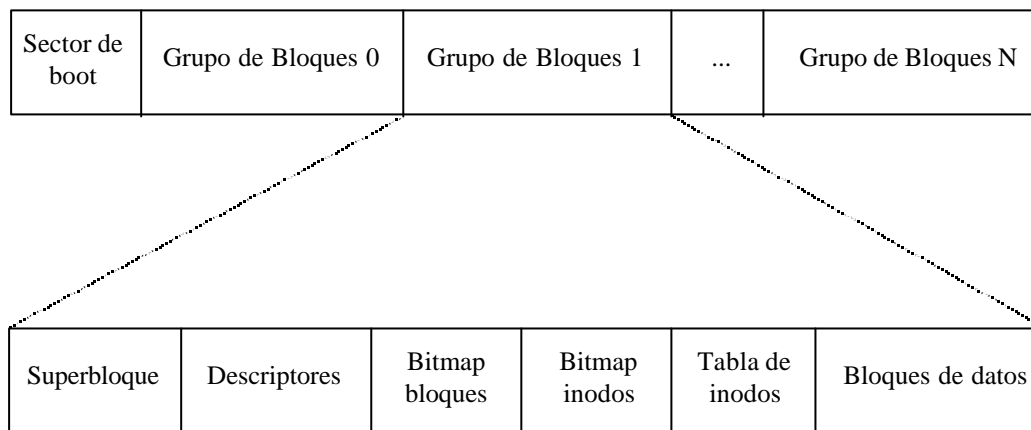 Sector de
boot
Grupo de Bloques 0
Grupo de Bloques 1
...
Grupo de Bloques N
Superbloque
Descriptores
Bitmap
bloques
Bitmap
inodos
Tabla de
inodos
Bloques de datos